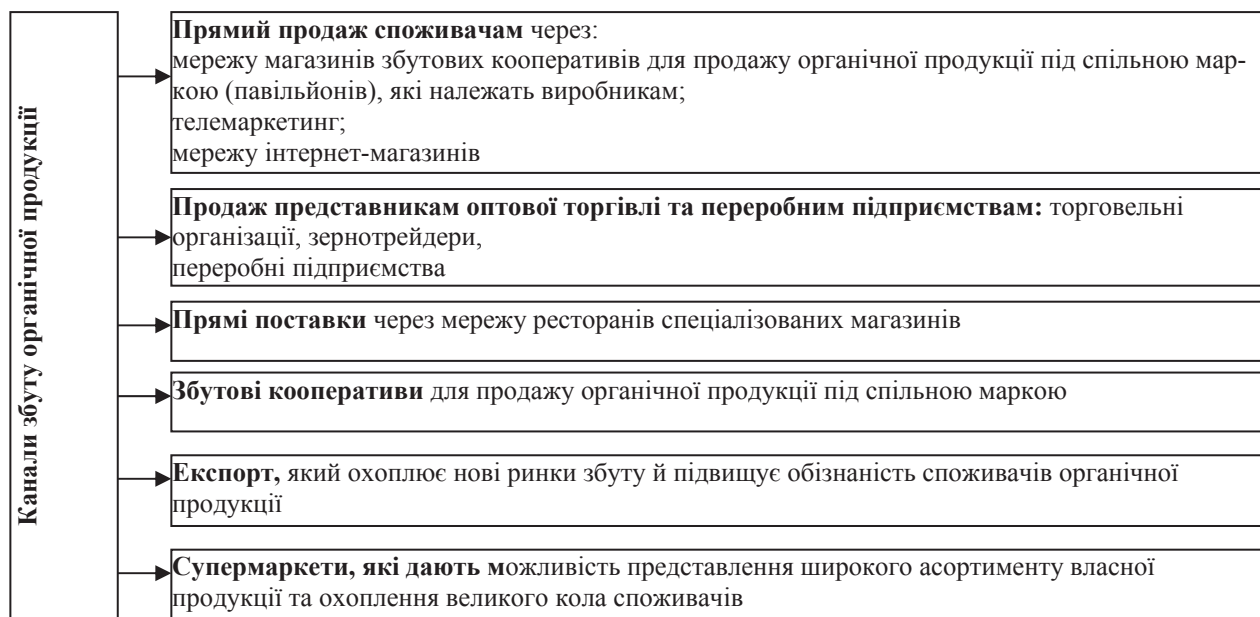 Канали збуту органічної продукції
Прямий продаж споживачам через:
мережу магазинів збутових кооперативів для продажу органічної продукції під спільною мар-
кою (павільйонів), які належать виробникам;
телемаркетинг;
мережу інтернет-магазинів
Продаж представникам оптової торгівлі та переробним підприємствам: торговельні
організації, зернотрейдери,
переробні підприємства
Прямі поставки через мережу ресторанів спеціалізованих магазинів
Збутові кооперативи для продажу органічної продукції під спільною маркою
Експорт, який охоплює нові ринки збуту й підвищує обізнаність споживачів органічної
продукції
Супермаркети, які дають можливість представлення широкого асортименту власної
продукції та охоплення великого кола споживачів